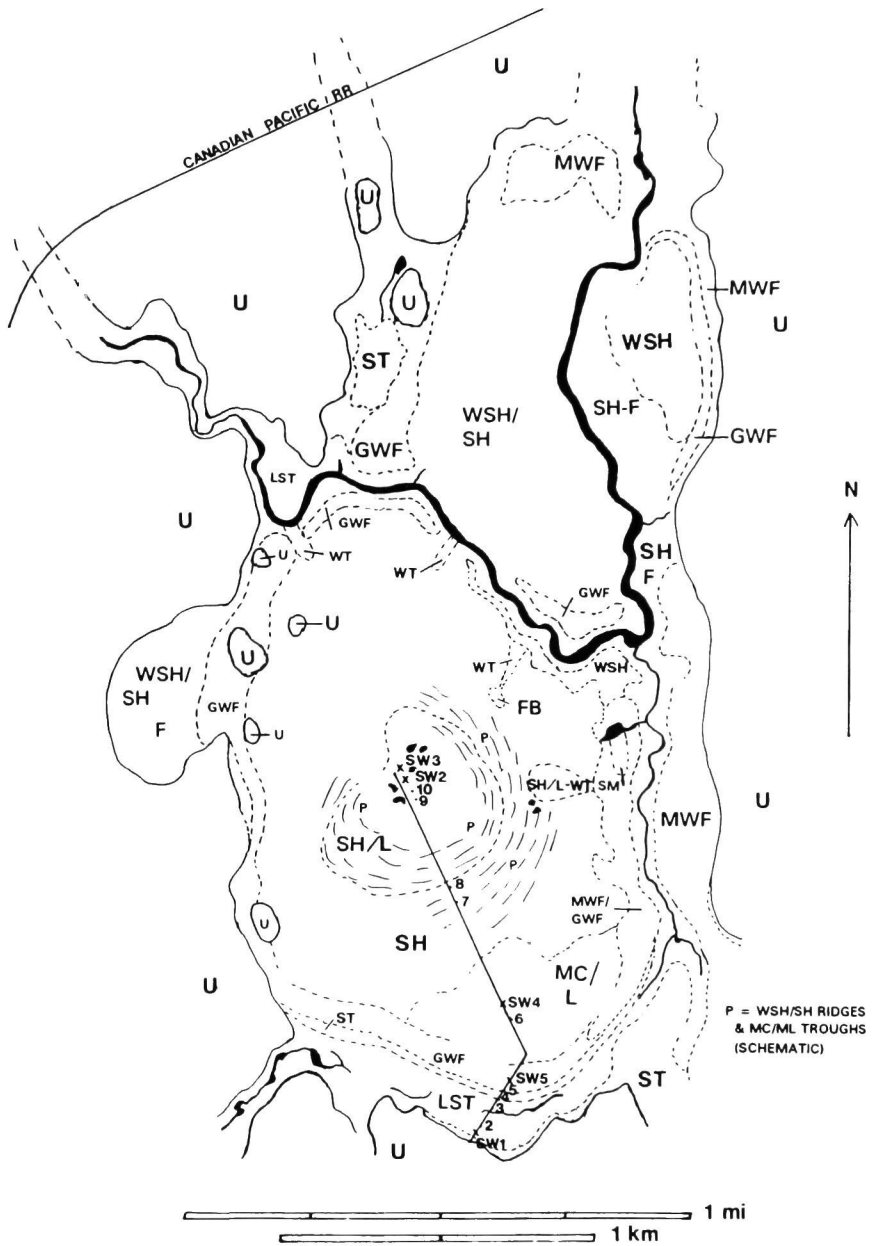 U
CANADIAN PACIFIC RR
MWF
U
U
U
MWF
U
WSH
U
ST
SH-F
WSH/
SH
GWF
GWF
LST
N
U
GWF
SH
F
WT
WT
U
GWF
U
WSH/
SH
F
U
WT
WSH
GWF
FB
U
P
SW3
SW2
10
9
SH/L-WT, SM
U
P
P
MWF
SH/L
P
8
7
MWF/
GWF
U
SH
MC/
L
U
SW4
6
P = WSH/SH RIDGES
& MC/ML TROUGHS
(SCHEMATIC)
ST
GWF
SW5
ST
5
4
LST
3
2
SW1
U
1 mi
1 km